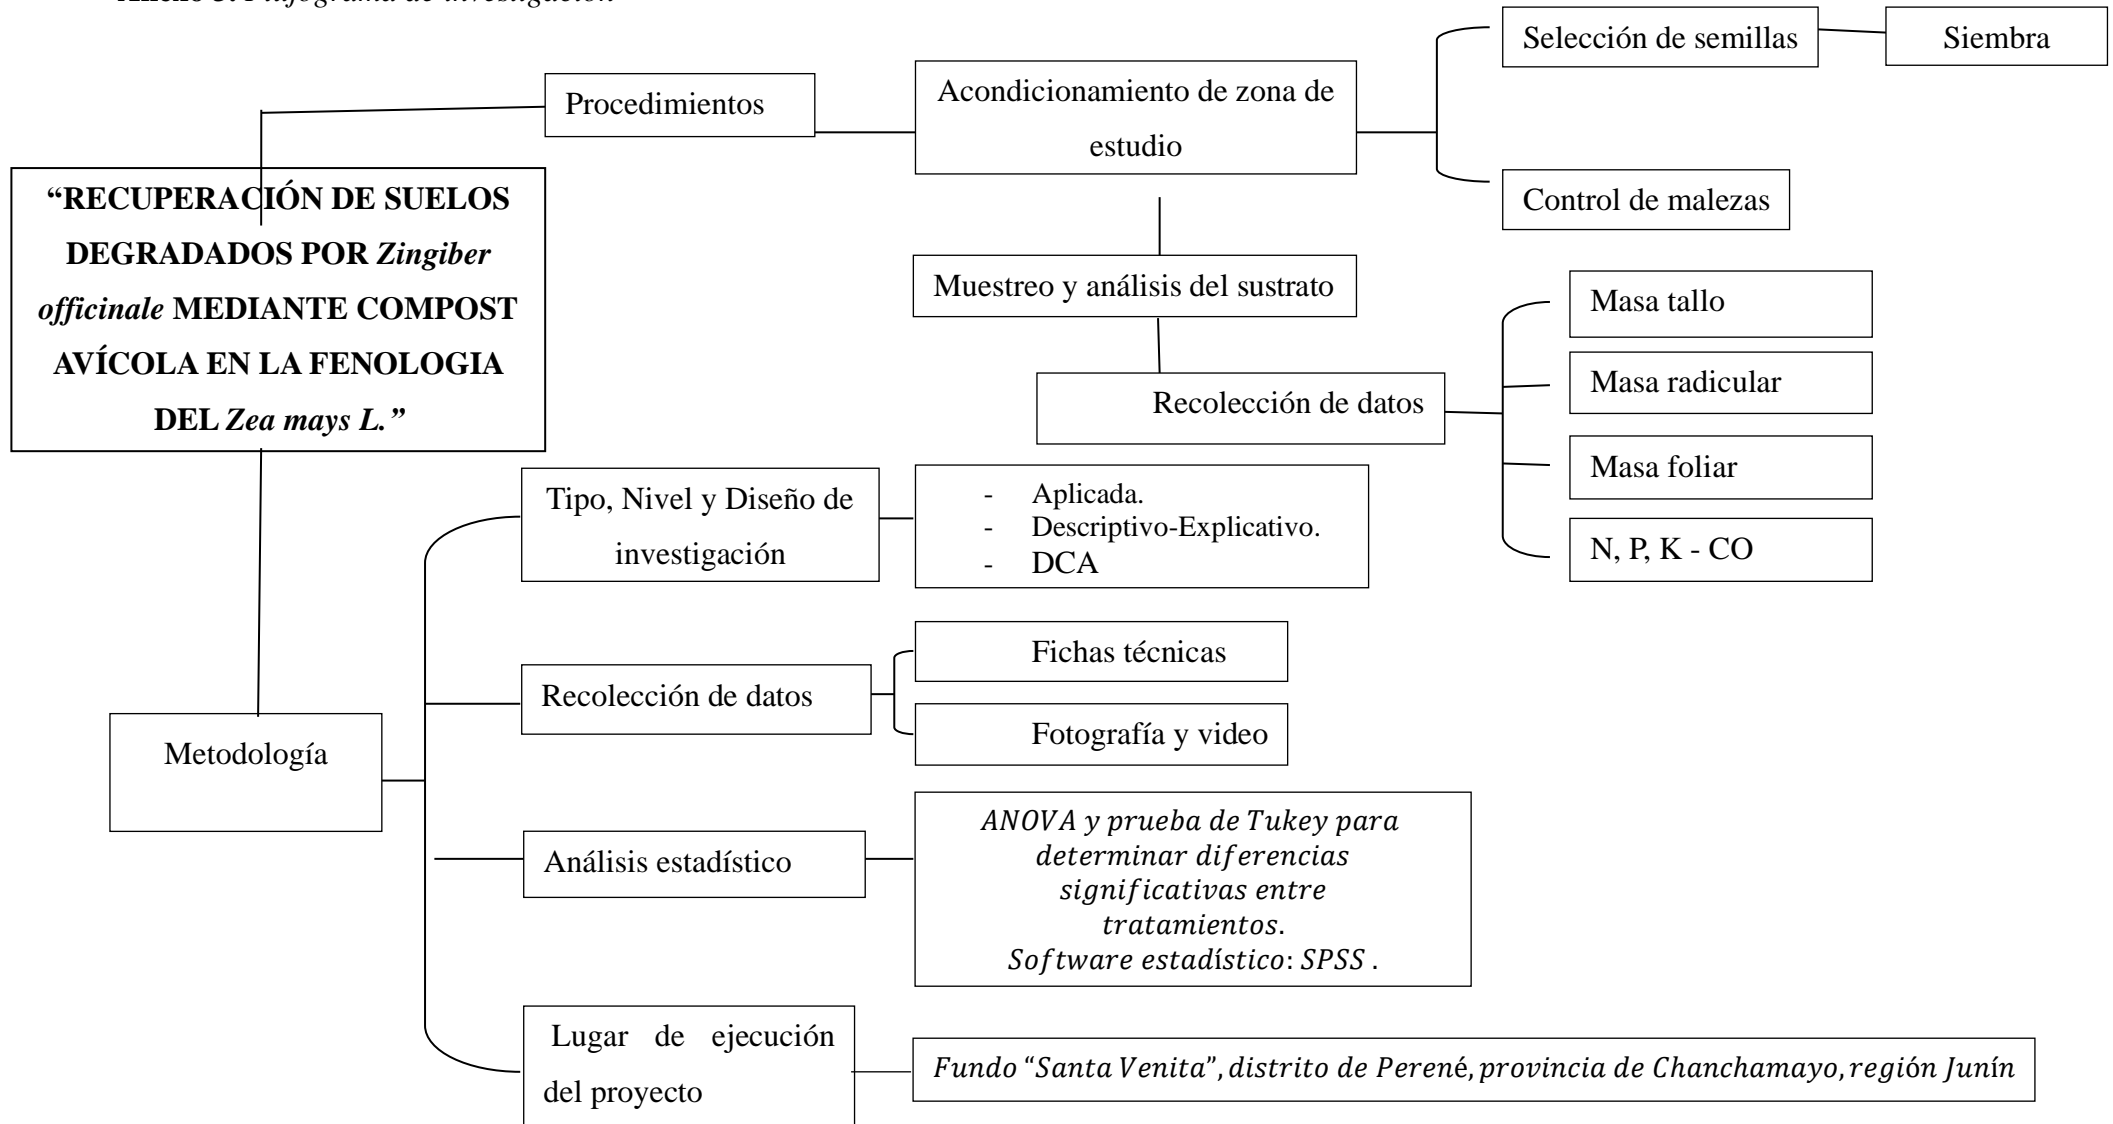 Selección de semillas
Siembra
Procedimientos
Acondicionamiento de zona de
estudio
Control de malezas
“RECUPERACIÓN DE SUELOS
DEGRADADOS POR Zingiber
officinale MEDIANTE COMPOST
AVÍCOLA EN LA FENOLOGIA
DEL Zea mays L.”
Muestreo y análisis del sustrato
Recolección de datos
Masa tallo
Masa radicular
Masa foliar
N, P, K - CO
Metodología
Tipo, Nivel y Diseño de
investigación
- Aplicada.
- Descriptivo-Explicativo.
- DCA
Recolección de datos
Fichas técnicas
Fotografía y video
Análisis estadístico
ANOVA y prueba de Tukey para
determinar diferencias
significativas entre
tratamientos.
Software estadístico: SPSS .
Lugar de ejecución
del proyecto
Fundo “Santa Venita”, distrito de Perené, provincia de Chanchamayo, región Junín